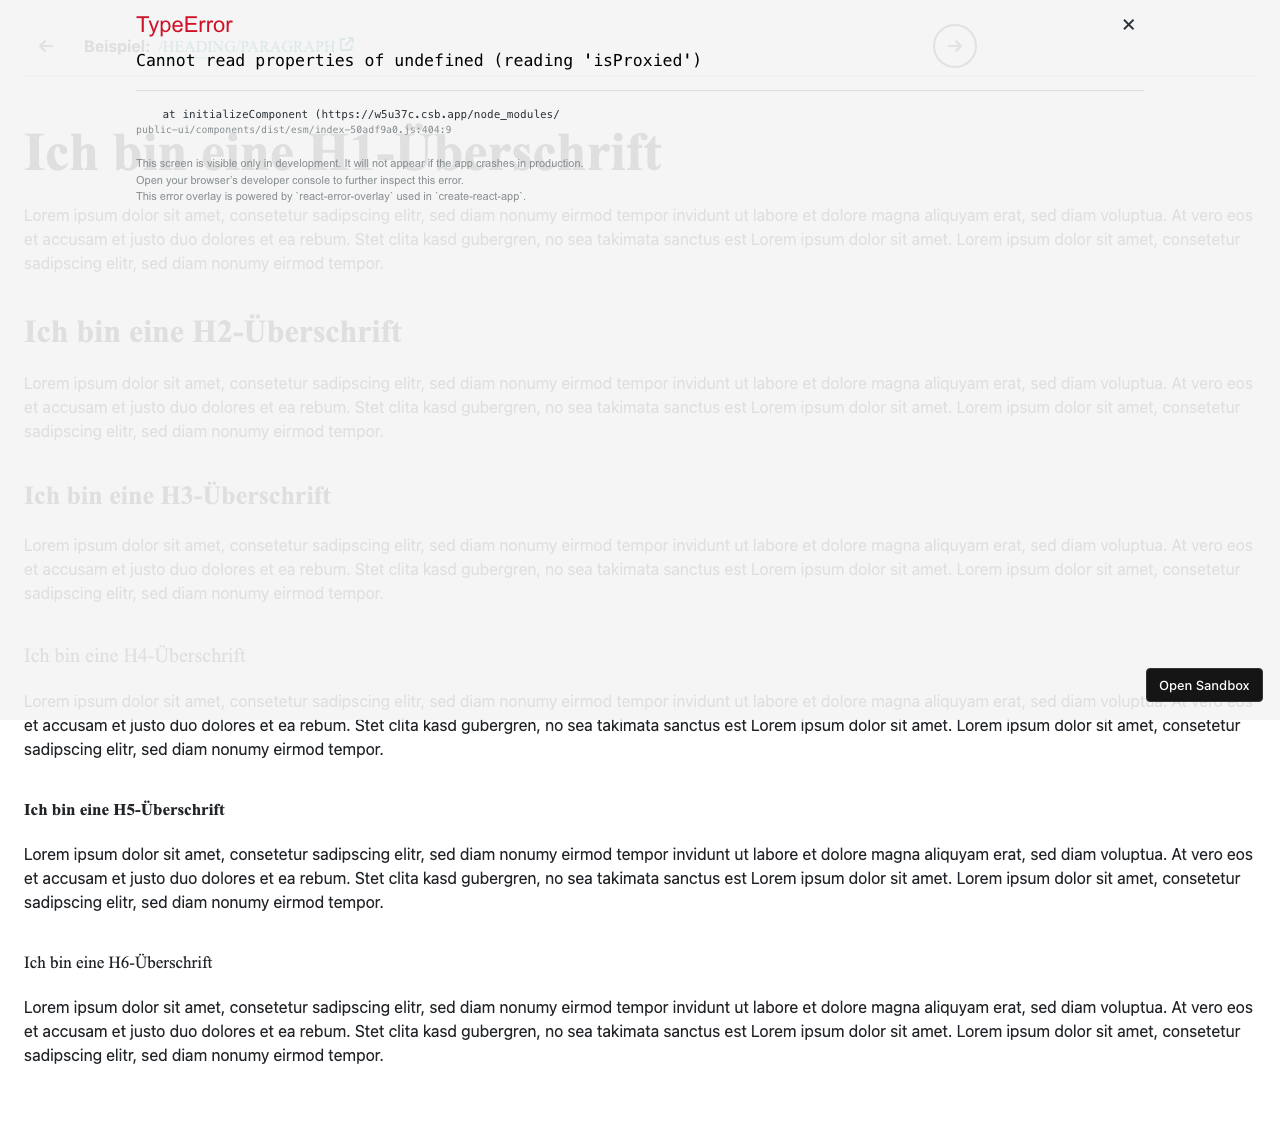 TypeError
Beispiel: /HEADING/PARAGRAPH
Cannot read properties of undefined (reading 'isProxied')
at initializeComponent (https://w5u37c.csb.app/node_modules/
public-ui/components/dist/esm/index-50adf9a0.js:404:9
Ich bin eine H1-Überschrift
This screen is visible only in development. It will not appear if the app crashes in production.
Open your browser's developer console to further inspect this error.
This error overlay is powered by `react-error-overlay` used in `create-react-app`.
Lorem ipsum dolor sit amet, consetetur sadipscing elitr, sed diam nonumy eirmod tempor invidunt ut labore et dolore magna aliquyam erat, sed diam voluptua. At vero eos
et accusam et justo duo dolores et ea rebum. Stet clita kasd gubergren, no sea takimata sanctus est Lorem ipsum dolor sit amet. Lorem ipsum dolor sit amet, consetetur
sadipscing elitr, sed diam nonumy eirmod tempor.
Ich bin eine H2-Überschrift
Lorem ipsum dolor sit amet, consetetur sadipscing elitr, sed diam nonumy eirmod tempor invidunt ut labore et dolore magna aliquyam erat, sed diam voluptua. At vero eos
et accusam et justo duo dolores et ea rebum. Stet clita kasd gubergren, no sea takimata sanctus est Lorem ipsum dolor sit amet. Lorem ipsum dolor sit amet, consetetur
sadipscing elitr, sed diam nonumy eirmod tempor.
Ich bin eine H3-Überschrift
Lorem ipsum dolor sit amet, consetetur sadipscing elitr, sed diam nonumy eirmod tempor invidunt ut labore et dolore magna aliquyam erat, sed diam voluptua. At vero eos
et accusam et justo duo dolores et ea rebum. Stet clita kasd gubergren, no sea takimata sanctus est Lorem ipsum dolor sit amet. Lorem ipsum dolor sit amet, consetetur
sadipscing elitr, sed diam nonumy eirmod tempor.
Ich bin eine H4-Überschrift
Open Sandbox
Lorem ipsum dolor sit amet, consetetur sadipscing elitr, sed diam nonumy eirmod tempor invidunt ut labore et dolore magna aliquyam erat, sed diam voluptua. At vero eos
et accusam et justo duo dolores et ea rebum. Stet clita kasd gubergren, no sea takimata sanctus est Lorem ipsum dolor sit amet. Lorem ipsum dolor sit amet, consetetur
sadipscing elitr, sed diam nonumy eirmod tempor.
Ich bin eine H5-Überschrift
Lorem ipsum dolor sit amet, consetetur sadipscing elitr, sed diam nonumy eirmod tempor invidunt ut labore et dolore magna aliquyam erat, sed diam voluptua. At vero eos
et accusam et justo duo dolores et ea rebum. Stet clita kasd gubergren, no sea takimata sanctus est Lorem ipsum dolor sit amet. Lorem ipsum dolor sit amet, consetetur
sadipscing elitr, sed diam nonumy eirmod tempor.
Ich bin eine H6-Überschrift
Lorem ipsum dolor sit amet, consetetur sadipscing elitr, sed diam nonumy eirmod tempor invidunt ut labore et dolore magna aliquyam erat, sed diam voluptua. At vero eos
et accusam et justo duo dolores et ea rebum. Stet clita kasd gubergren, no sea takimata sanctus est Lorem ipsum dolor sit amet. Lorem ipsum dolor sit amet, consetetur
sadipscing elitr, sed diam nonumy eirmod tempor.